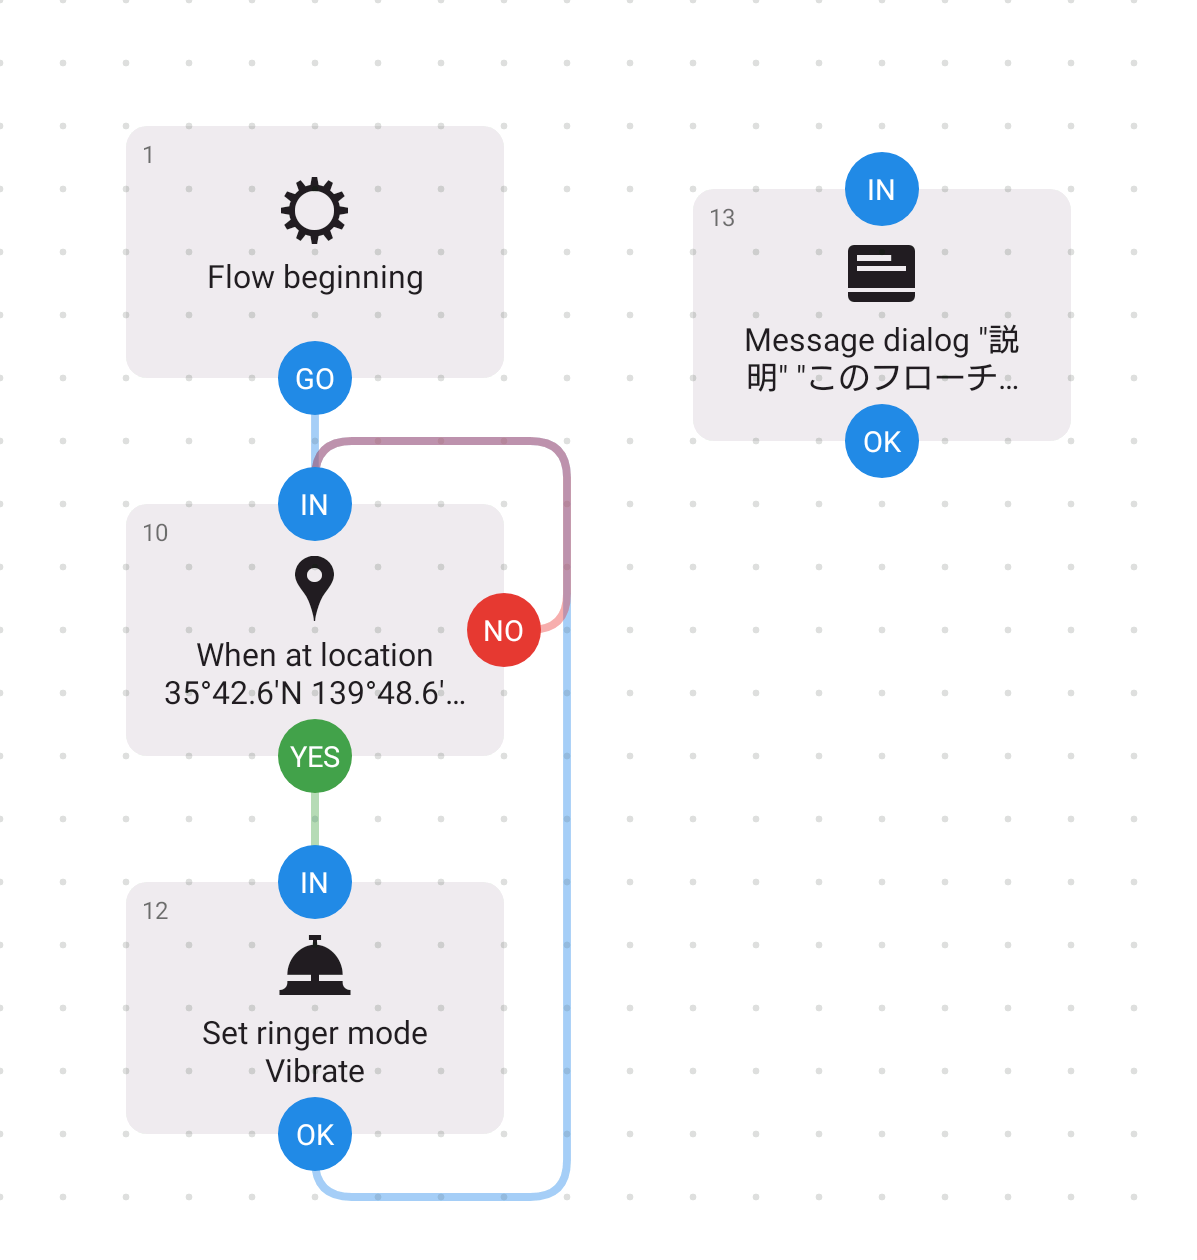 1
Flow beginning
GO
IN
10
When at location
35°42.6'N 139°48.6'...
NO
YES
IN
12
Set ringer mode
Vibrate
OK
IN
13
Message dialog "説
明" "このフローチ...
OK